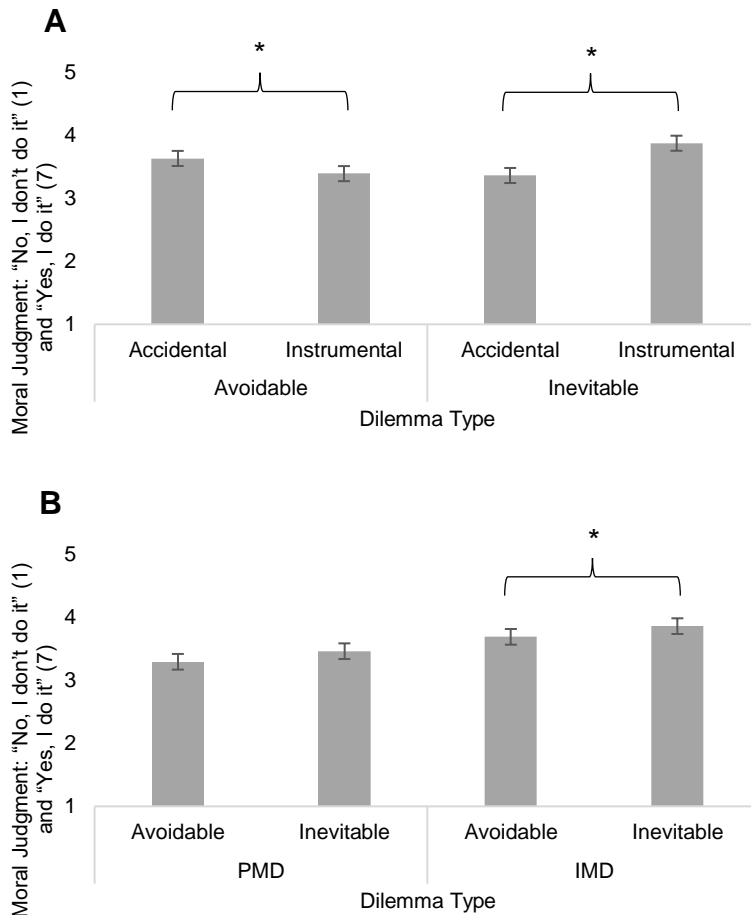 A
*
*
Moral Judgment: “No, I don’t do it” (1)
and “Yes, I do it” (7)
5
4
3
2
1
Accidental Instrumental Accidental Instrumental
Avoidable Inevitable
Dilemma Type
B
*
Moral Judgment: “No, I don’t do it” (1)
and “Yes, I do it” (7)
5
4
3
2
1
Avoidable Inevitable Avoidable Inevitable
PMD IMD
Dilemma Type